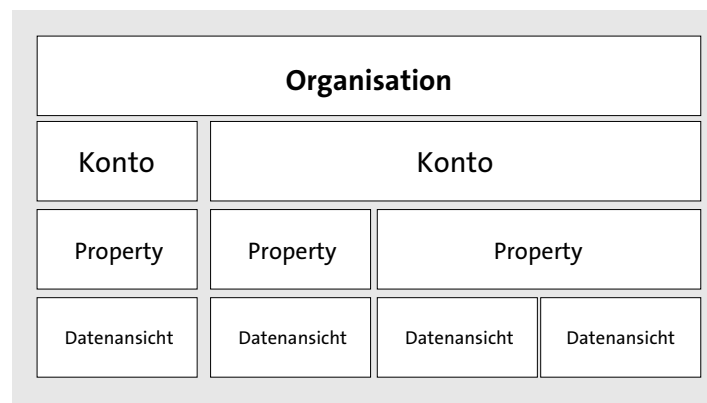 Organisation
Konto Konto
Property Property Property
Datenansicht Datenansicht Datenansicht Datenansicht